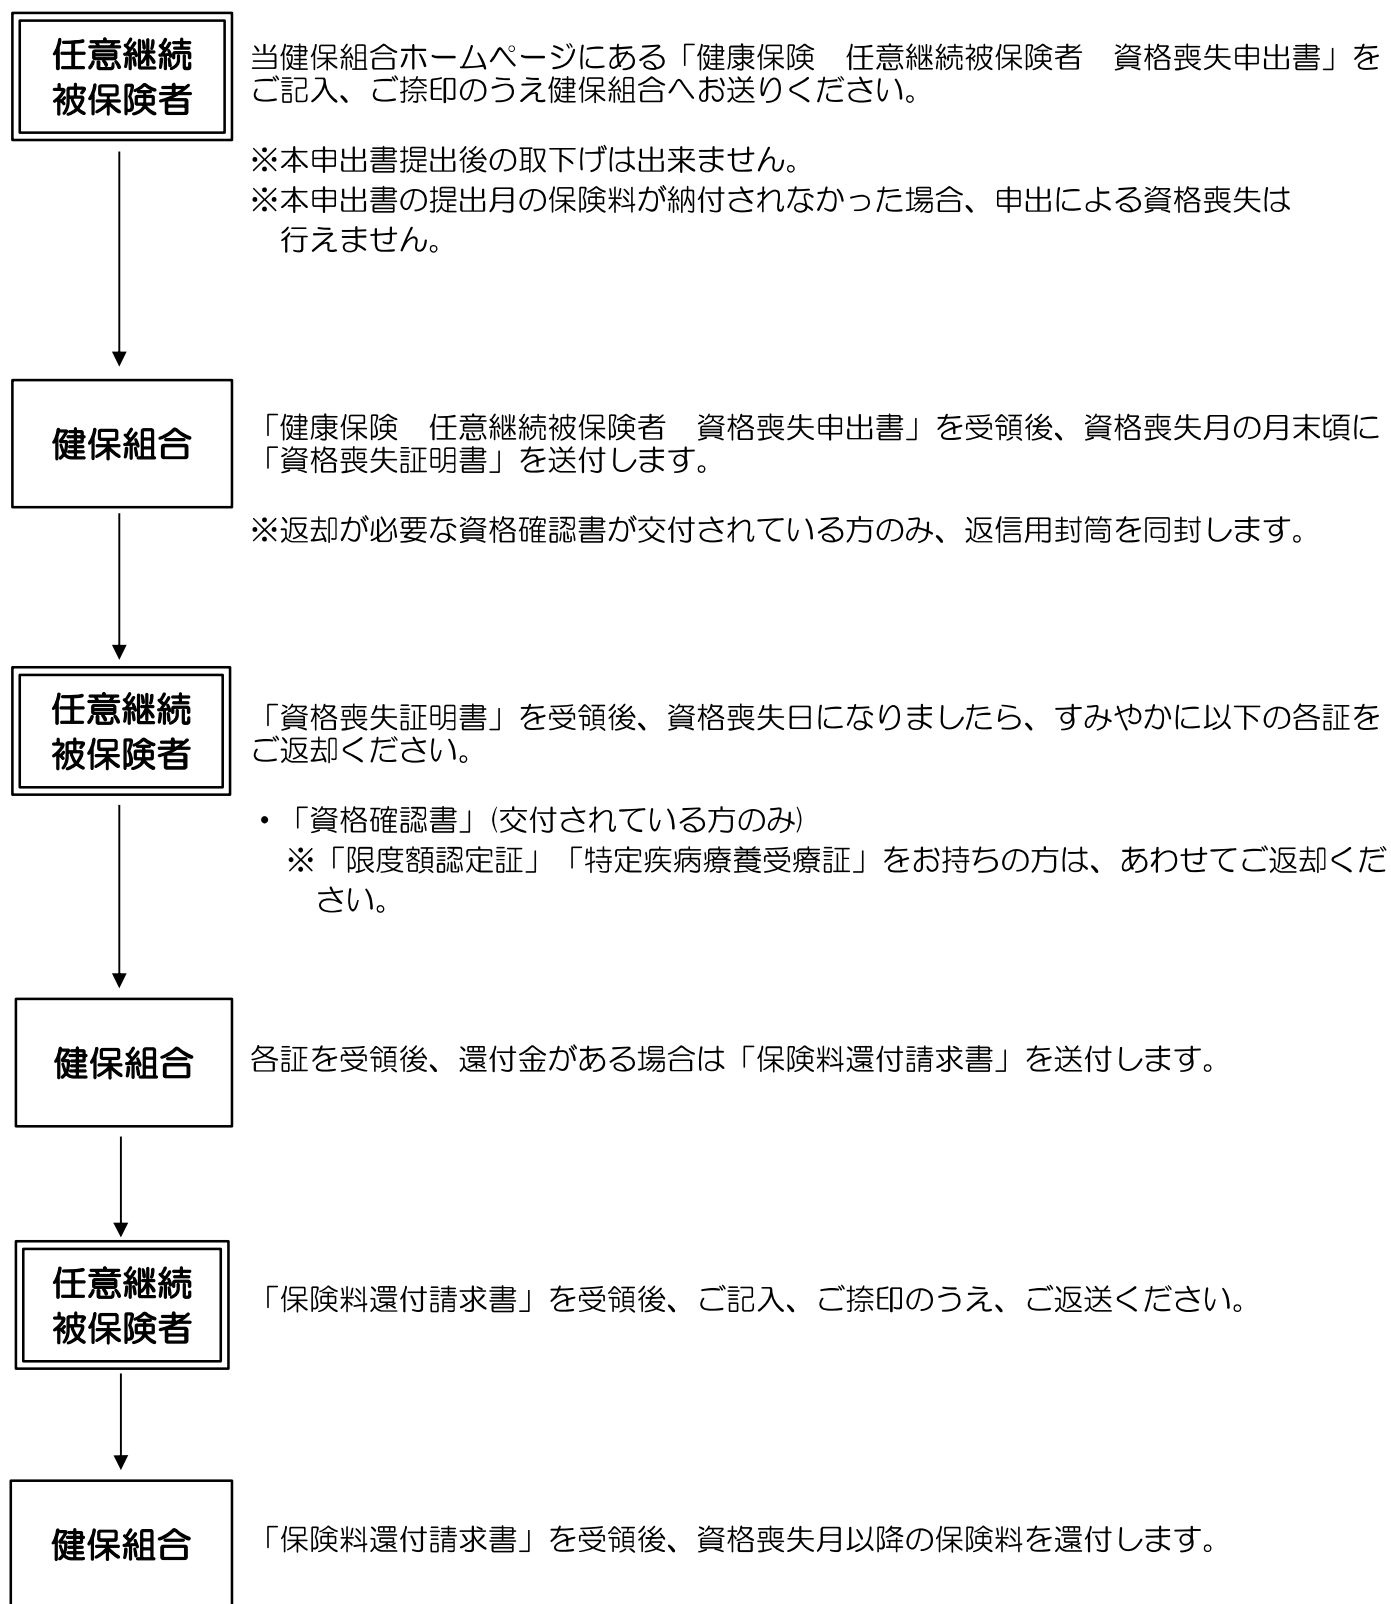 任意継続
被保険者
当健保組合ホームページにある「健康保険　任意継続被保険者　資格喪失申出書」を
ご記入、ご捺印のうえ健保組合へお送りください。
※本申出書提出後の取下げは出来ません。
※本申出書の提出月の保険料が納付されなかった場合、申出による資格喪失は
行えません。
健保組合
「健康保険　任意継続被保険者　資格喪失申出書」を受領後、資格喪失月の月末頃に
「資格喪失証明書」を送付します。
※返却が必要な資格確認書が交付されている方のみ、返信用封筒を同封します。
任意継続
被保険者
「資格喪失証明書」を受領後、資格喪失日になりましたら、すみやかに以下の各証を
ご返却ください。
・「資格確認書」(交付されている方のみ)
※「限度額認定証」「特定疾病療養受療証」をお持ちの方は、あわせてご返却くだ
さい。
健保組合
各証を受領後、還付金がある場合は「保険料還付請求書」を送付します。
任意継続
被保険者
「保険料還付請求書」を受領後、ご記入、ご捺印のうえ、ご返送ください。
健保組合
「保険料還付請求書」を受領後、資格喪失月以降の保険料を還付します。